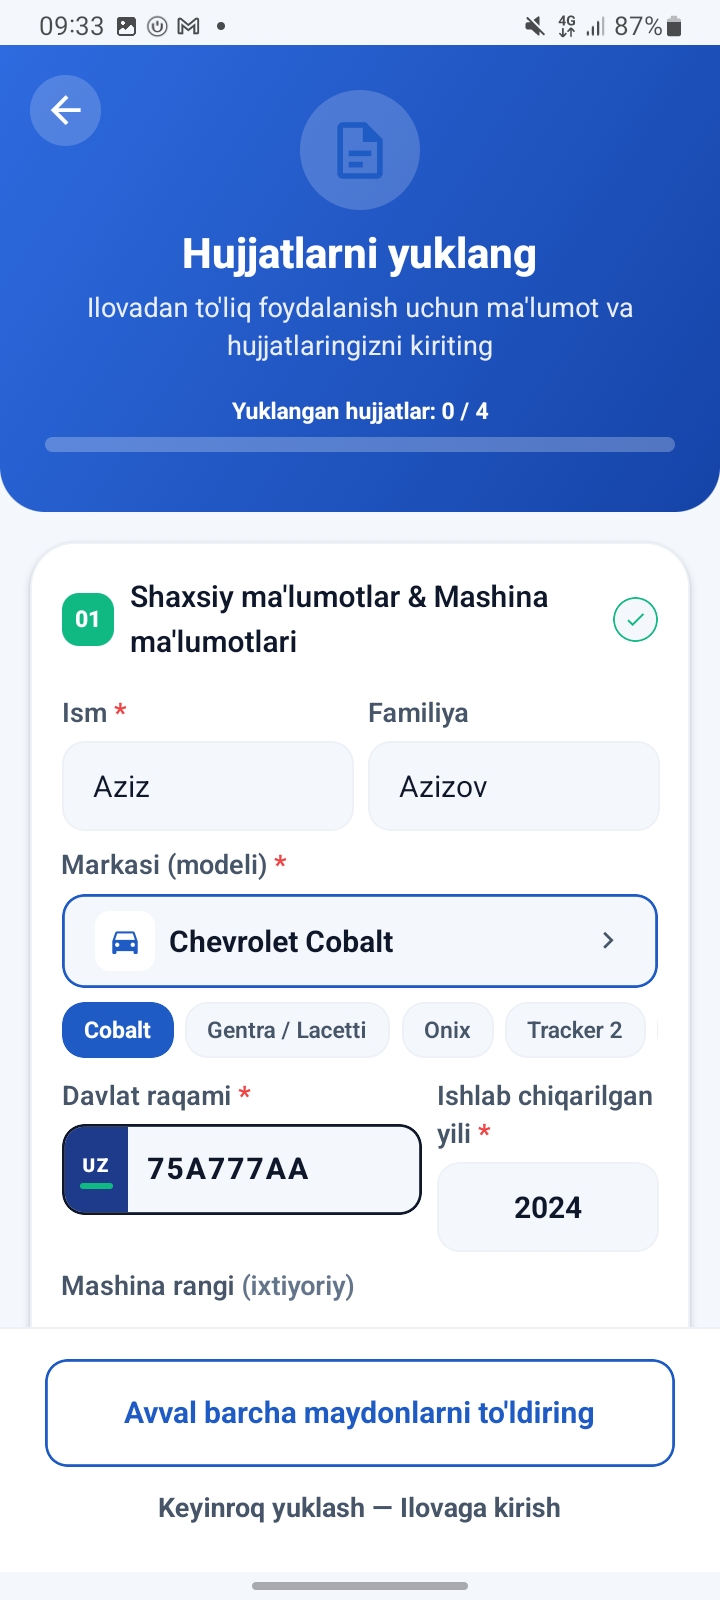 09:33
4G
87%
Hujjatlarni yuklang
Ilovadan to'liq foydalanish uchun ma'lumot va
hujjatlaringizni kiriting
Yuklangan hujjatlar: 0 / 4
01
Shaxsiy ma'lumotlar & Mashina
ma'lumotlari
Ism *
Familiya
Aziz
Azizov
Markasi (modeli) *
Chevrolet Cobalt
Cobalt
Gentra / Lacetti
Onix
Tracker 2
Davlat raqami *
Ishlab chiqarilgan
yili *
UZ
75A777AA
2024
Mashina rangi (ixtiyoriy)
Avval barcha maydonlarni to'ldiring
Keyinroq yuklash — Ilovaga kirish